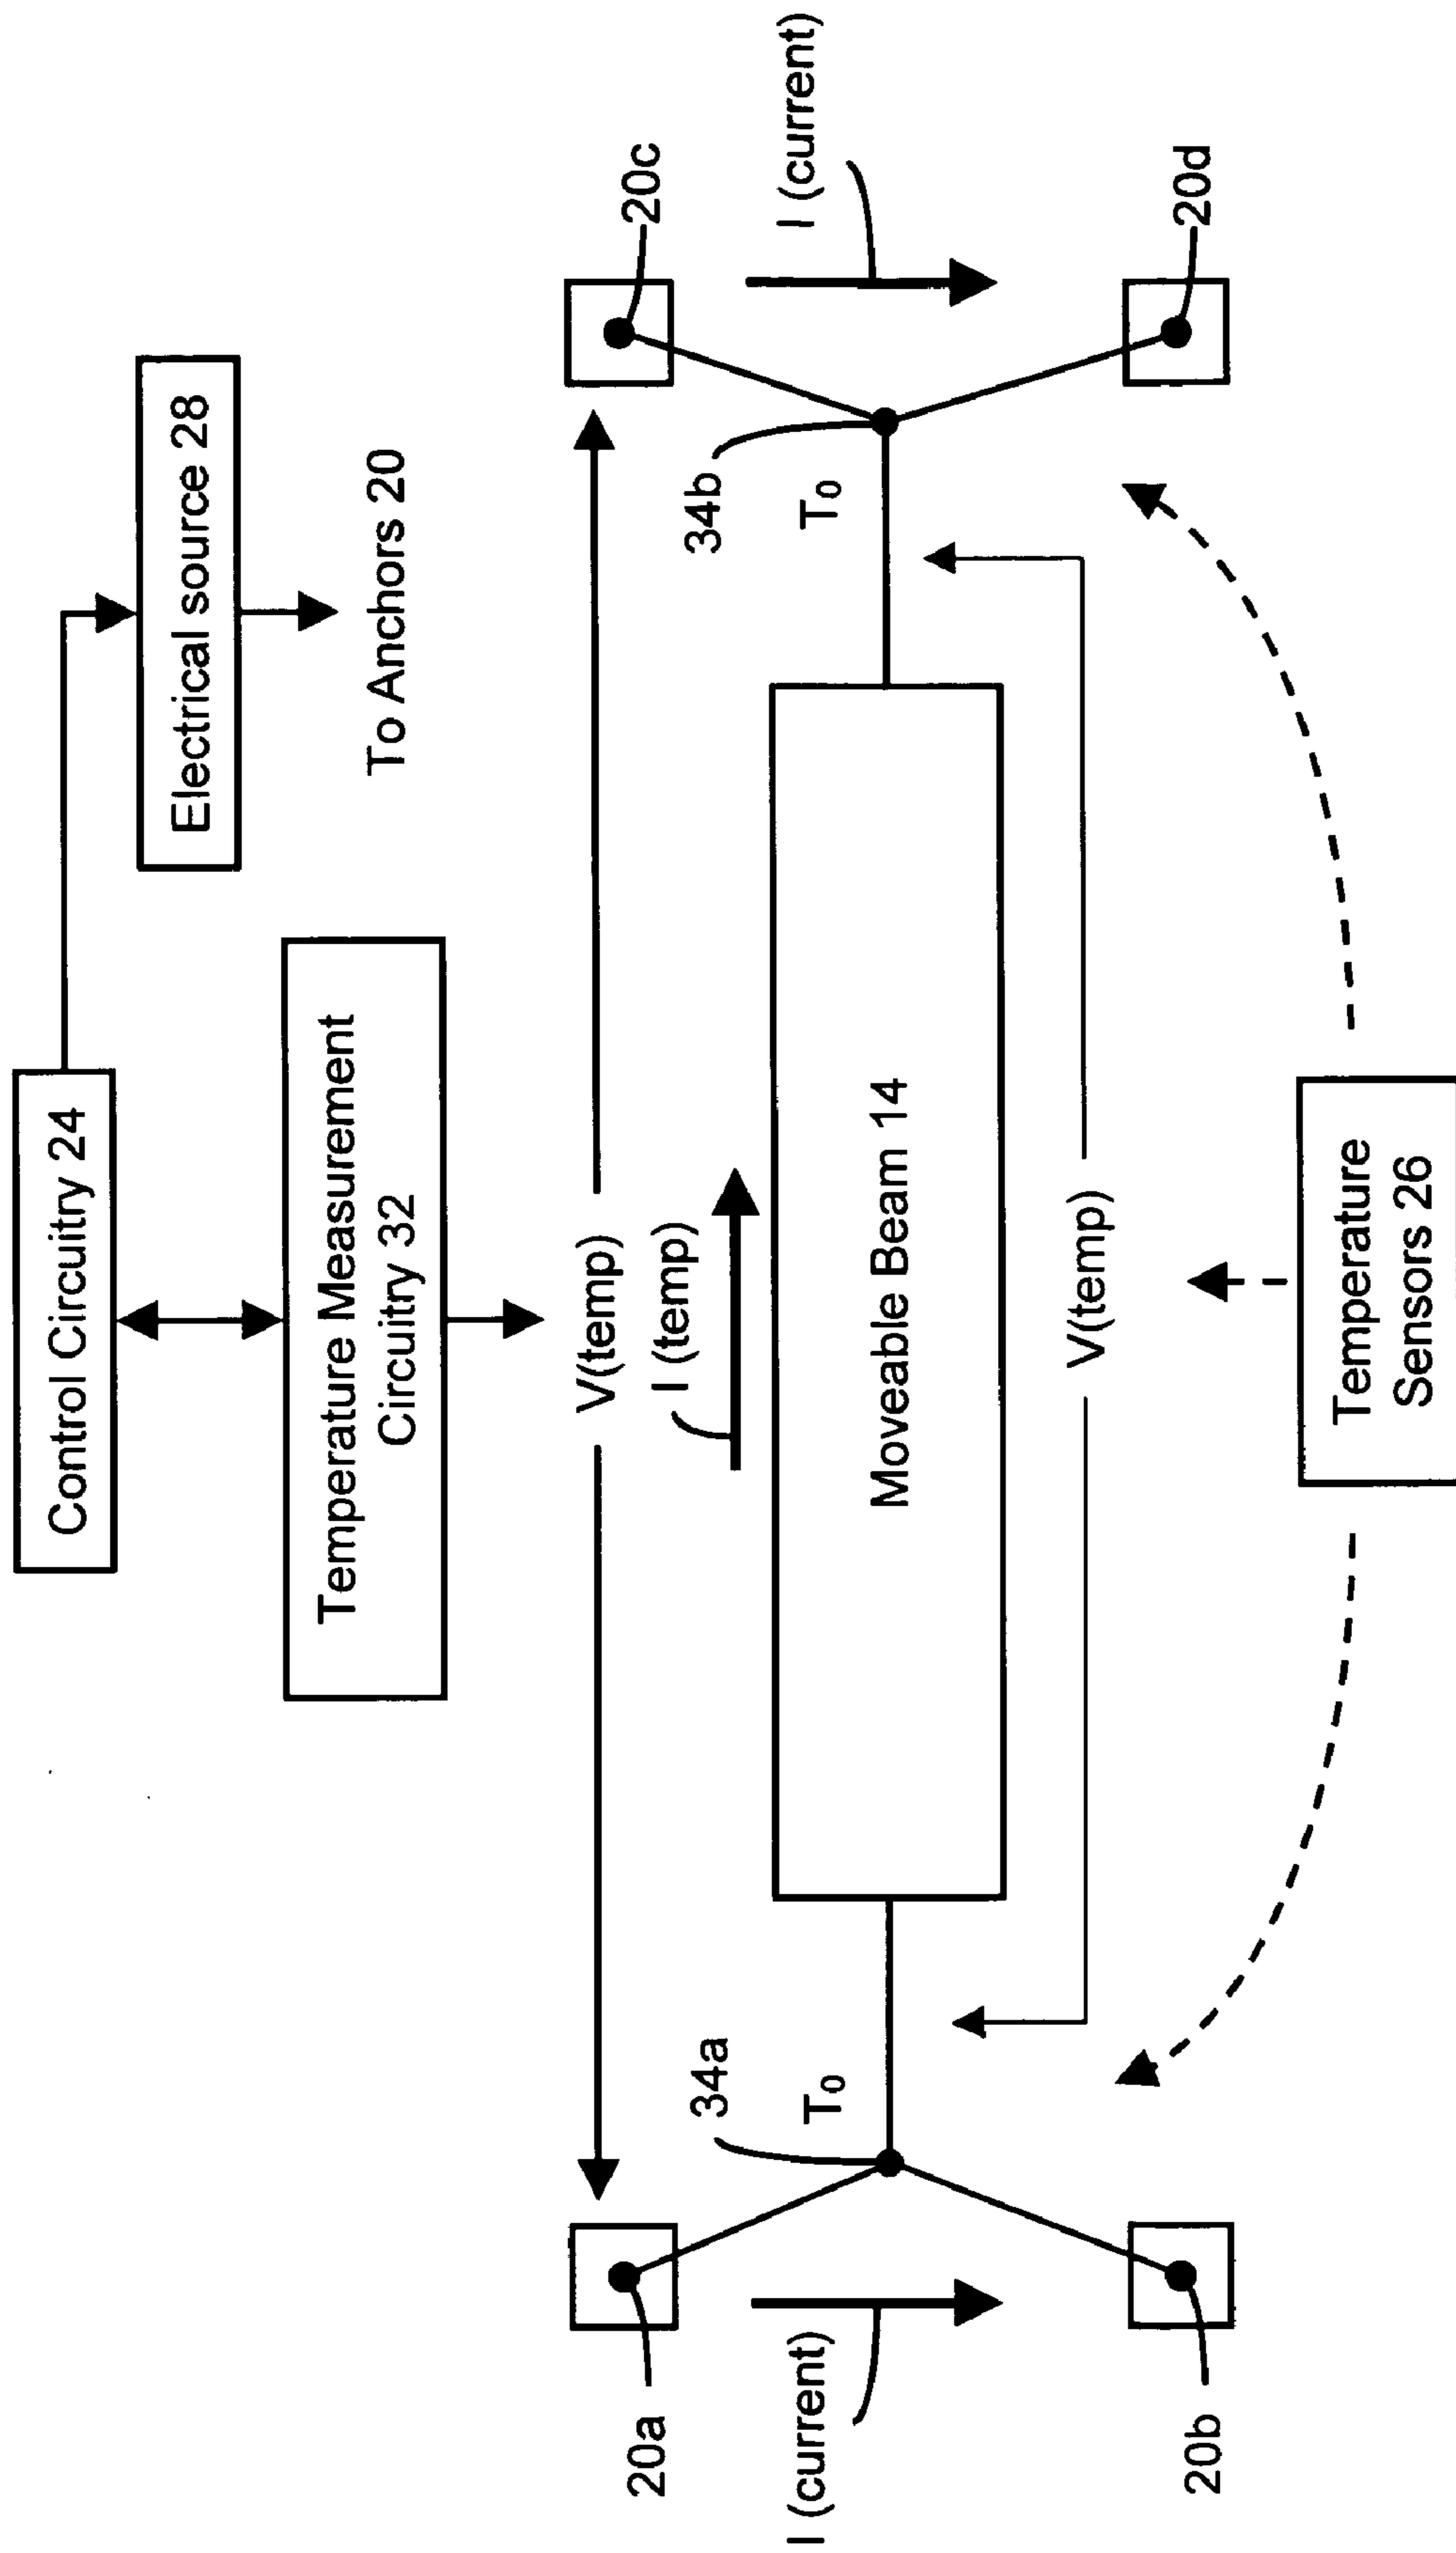 Control Circuitry 24
Electrical source 28
Temperature Measurement
Circuitry 32
To Anchors 20
V(temp)
I (temp)
20a
20c
34a
34b
T₀
T₀
I (current)
I (current)
Moveable Beam 14
V(temp)
20b
20d
Temperature
Sensors 26